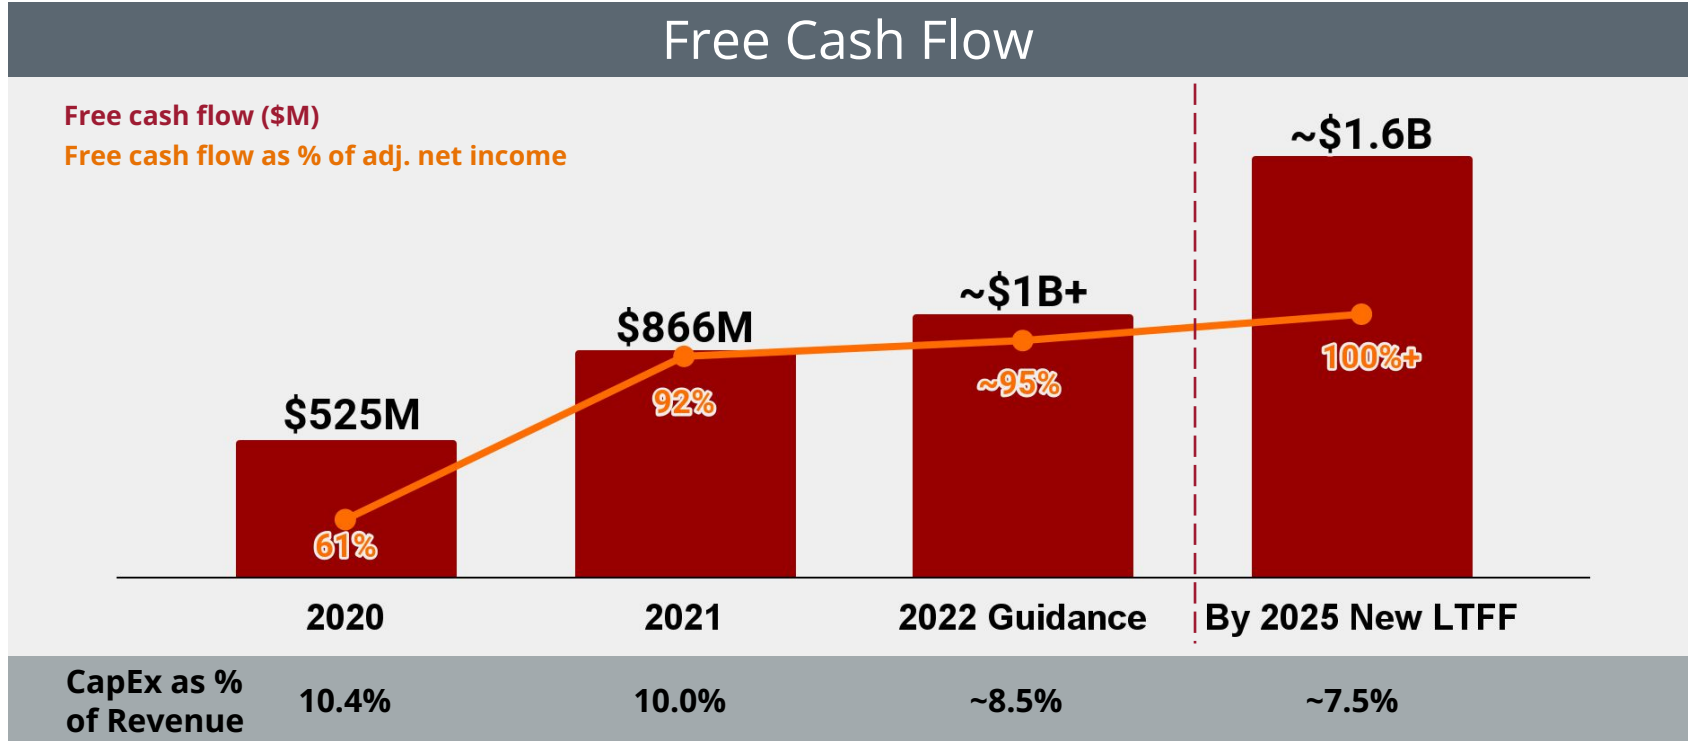 Free Cash Flow
Free cash flow ($M)
Free cash flow as % of adj. net income
~$1.6B
~$1B+
$866M
$525M
100%+
~95%
92%
61%
2020
2021
2022 Guidance
By 2025 New LTFF
CapEx as %
of Revenue
10.4%
10.0%
~8.5%
~7.5%